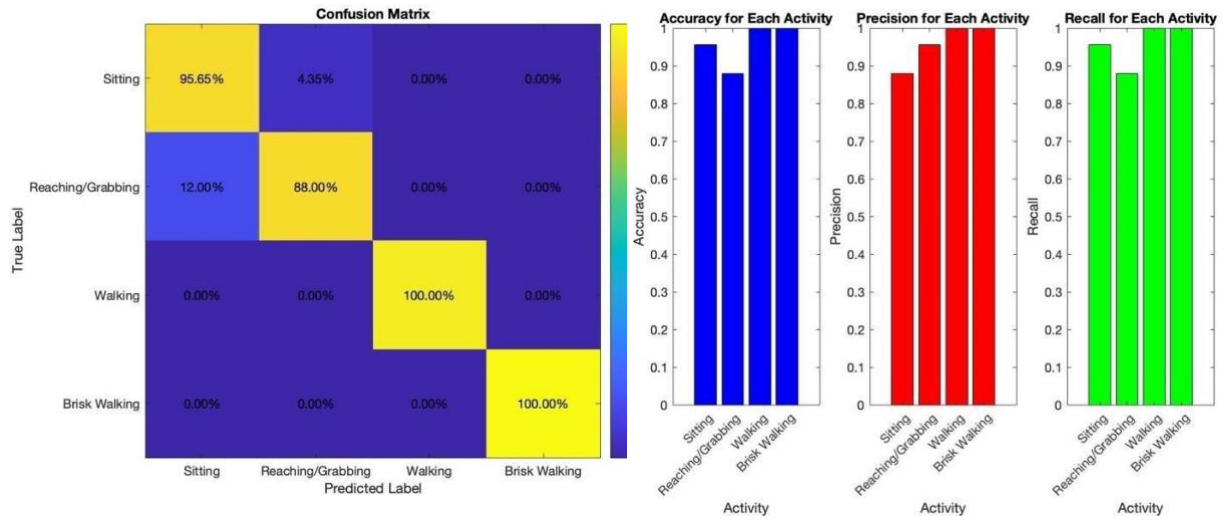 Confusion Matrix
True Label
Sitting
95.65% 4.35% 0.00% 0.00%
Reaching/Grabbing
12.00% 88.00% 0.00% 0.00%
Walking
0.00% 0.00% 100.00% 0.00%
Brisk Walking
0.00% 0.00% 0.00% 100.00%
Sitting Reaching/Grabbing Walking Brisk Walking
Predicted Label
Accuracy for Each Activity
Accuracy
1
0.9
0.8
0.7
0.6
0.5
0.4
0.3
0.2
0.1
0
Sitting
Reaching/Grabbing
Walking
Brisk Walking
Activity
Precision for Each Activity
Precision
1
0.9
0.8
0.7
0.6
0.5
0.4
0.3
0.2
0.1
0
Sitting
Reaching/Grabbing
Walking
Brisk Walking
Activity
Recall for Each Activity
Recall
1
0.9
0.8
0.7
0.6
0.5
0.4
0.3
0.2
0.1
0
Sitting
Reaching/Grabbing
Walking
Brisk Walking
Activity